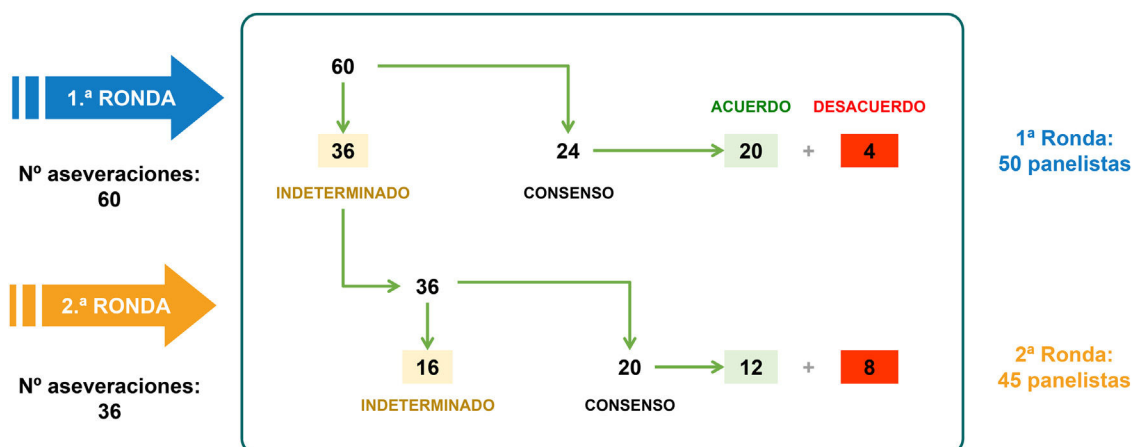 1.ª RONDA
Nº aseveraciones:
60
60
36
INDETERMINADO
24
CONSENSO
ACUERDO
20
+
DESACUERDO
4
1ª Ronda:
50 panelistas
2.ª RONDA
Nº aseveraciones:
36
36
16
INDETERMINADO
20
CONSENSO
12
+
8
2ª Ronda:
45 panelistas